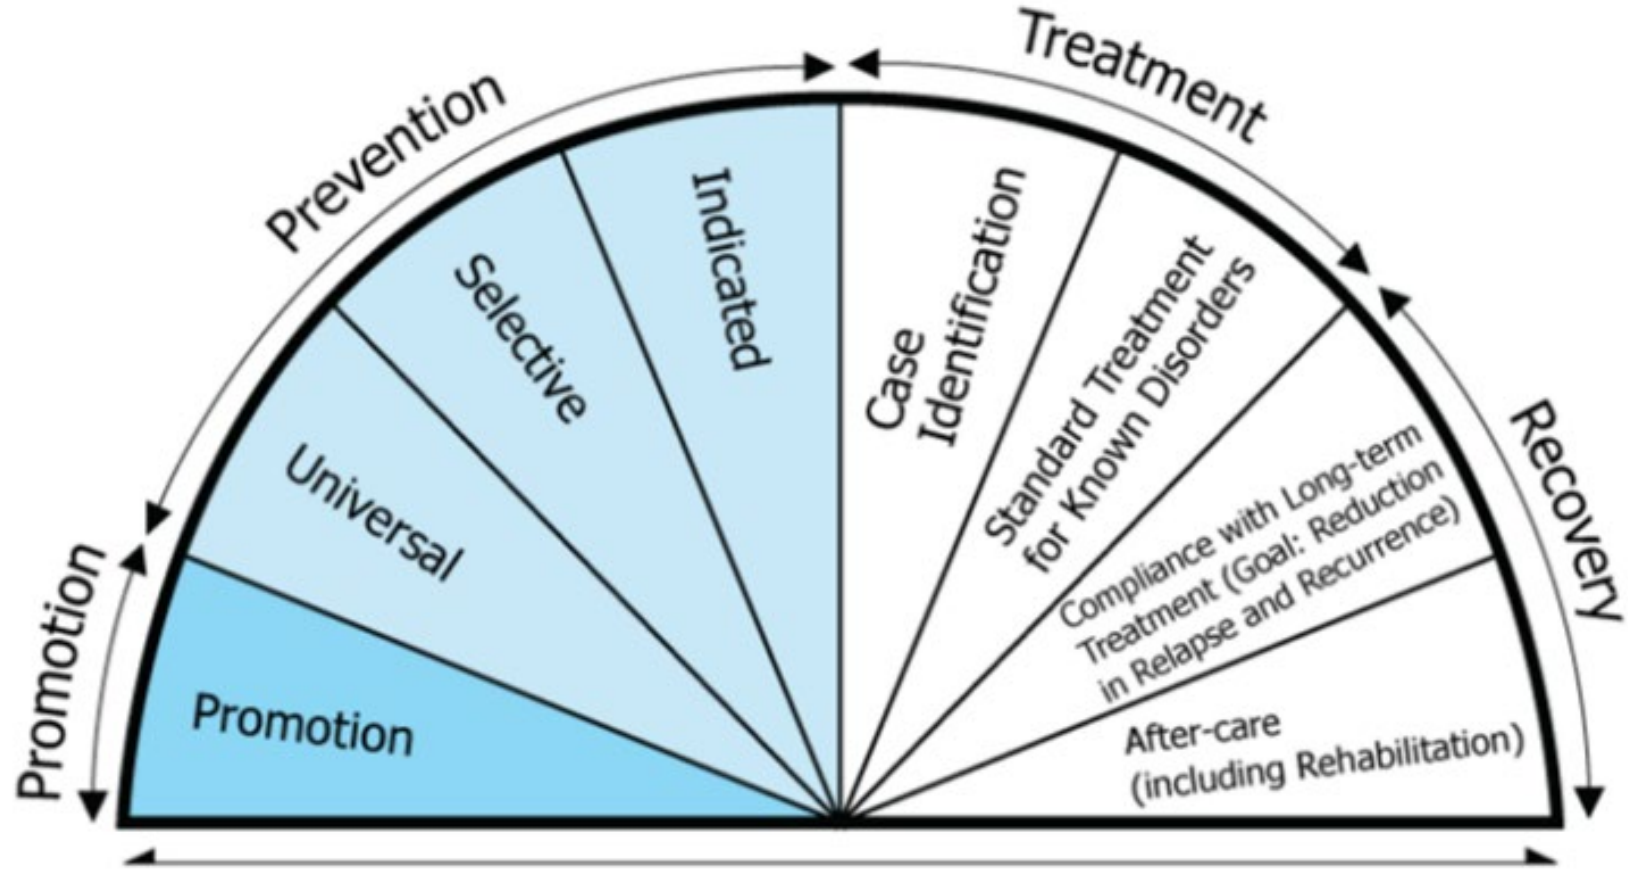 Promotion
Prevention
Treatment
Recovery
Promotion
Universal
Selective
Indicated
Case
Identification
Standard Treatment
for Known Disorders
Compliance with Long-term
Treatment (Goal: Reduction
in Relapse and Recurrence)
After-care
(including Rehabilitation)